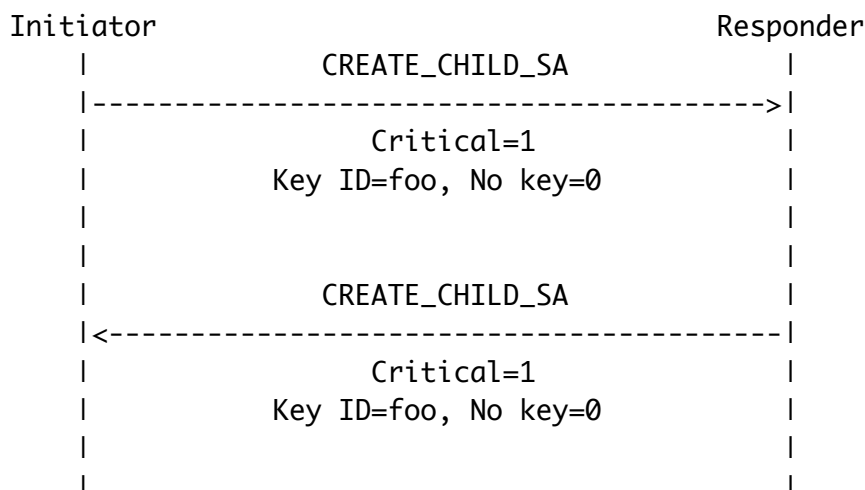 Initiator Responder
| CREATE_CHILD_SA |
|----------------------------------------->|
| Critical=1 |
| Key ID=foo, No key=0 |
| |
| |
| CREATE_CHILD_SA |
|<-----------------------------------------|
| Critical=1 |
| Key ID=foo, No key=0 |
| |
| |